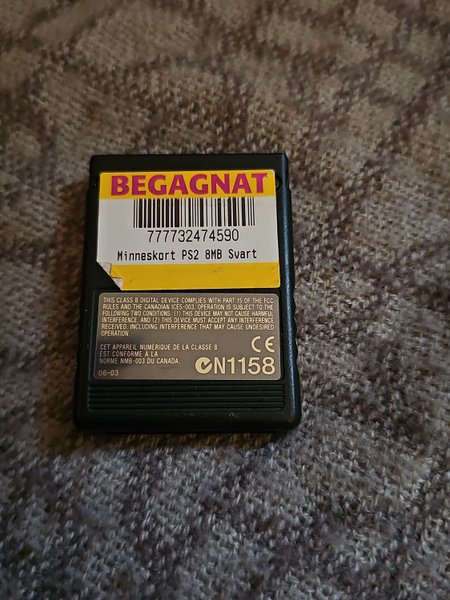 BEGAGNAT
777732474590
Minneskort PS2 8MB Svart
THIS CLASS B DIGITAL DEVICE COMPLIES WITH PART 15 OF THE FCC
RULES AND THE CANADIAN ICES-003. OPERATION IS SUBJECT TO THE
FOLLOWING TWO CONDITIONS: (1) THIS DEVICE MAY NOT CAUSE HARMFUL
INTERFERENCE, AND (2) THIS DEVICE MUST ACCEPT ANY INTERFERENCE
RECEIVED, INCLUDING INTERFERENCE THAT MAY CAUSE UNDESIRED
OPERATION
CET APPAREIL NUMÉRIQUE DE LA CLASSE B
EST CONFORME À LA
NORME NMB-003 DU CANADA.
CE
N1158
06-03